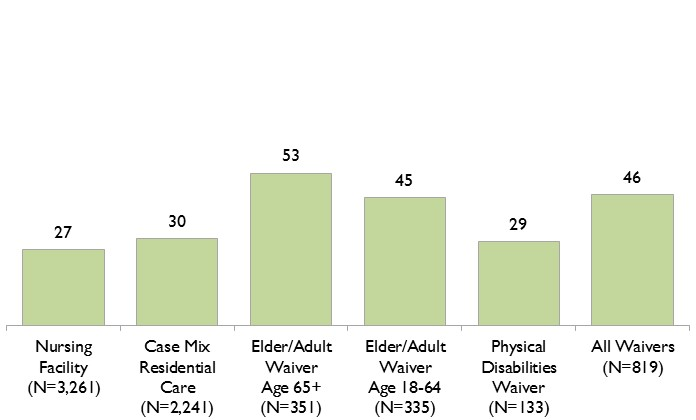 53
45
46
27
30
29
Nursing
Facility
(N=3,261)
Case Mix
Residential
Care
(N=2,241)
Elder/Adult
Waiver
Age 65+
(N=351)
Elder/Adult
Waiver
Age 18-64
(N=335)
Physical
Disabilities
Waiver
(N=133)
All Waivers
(N=819)